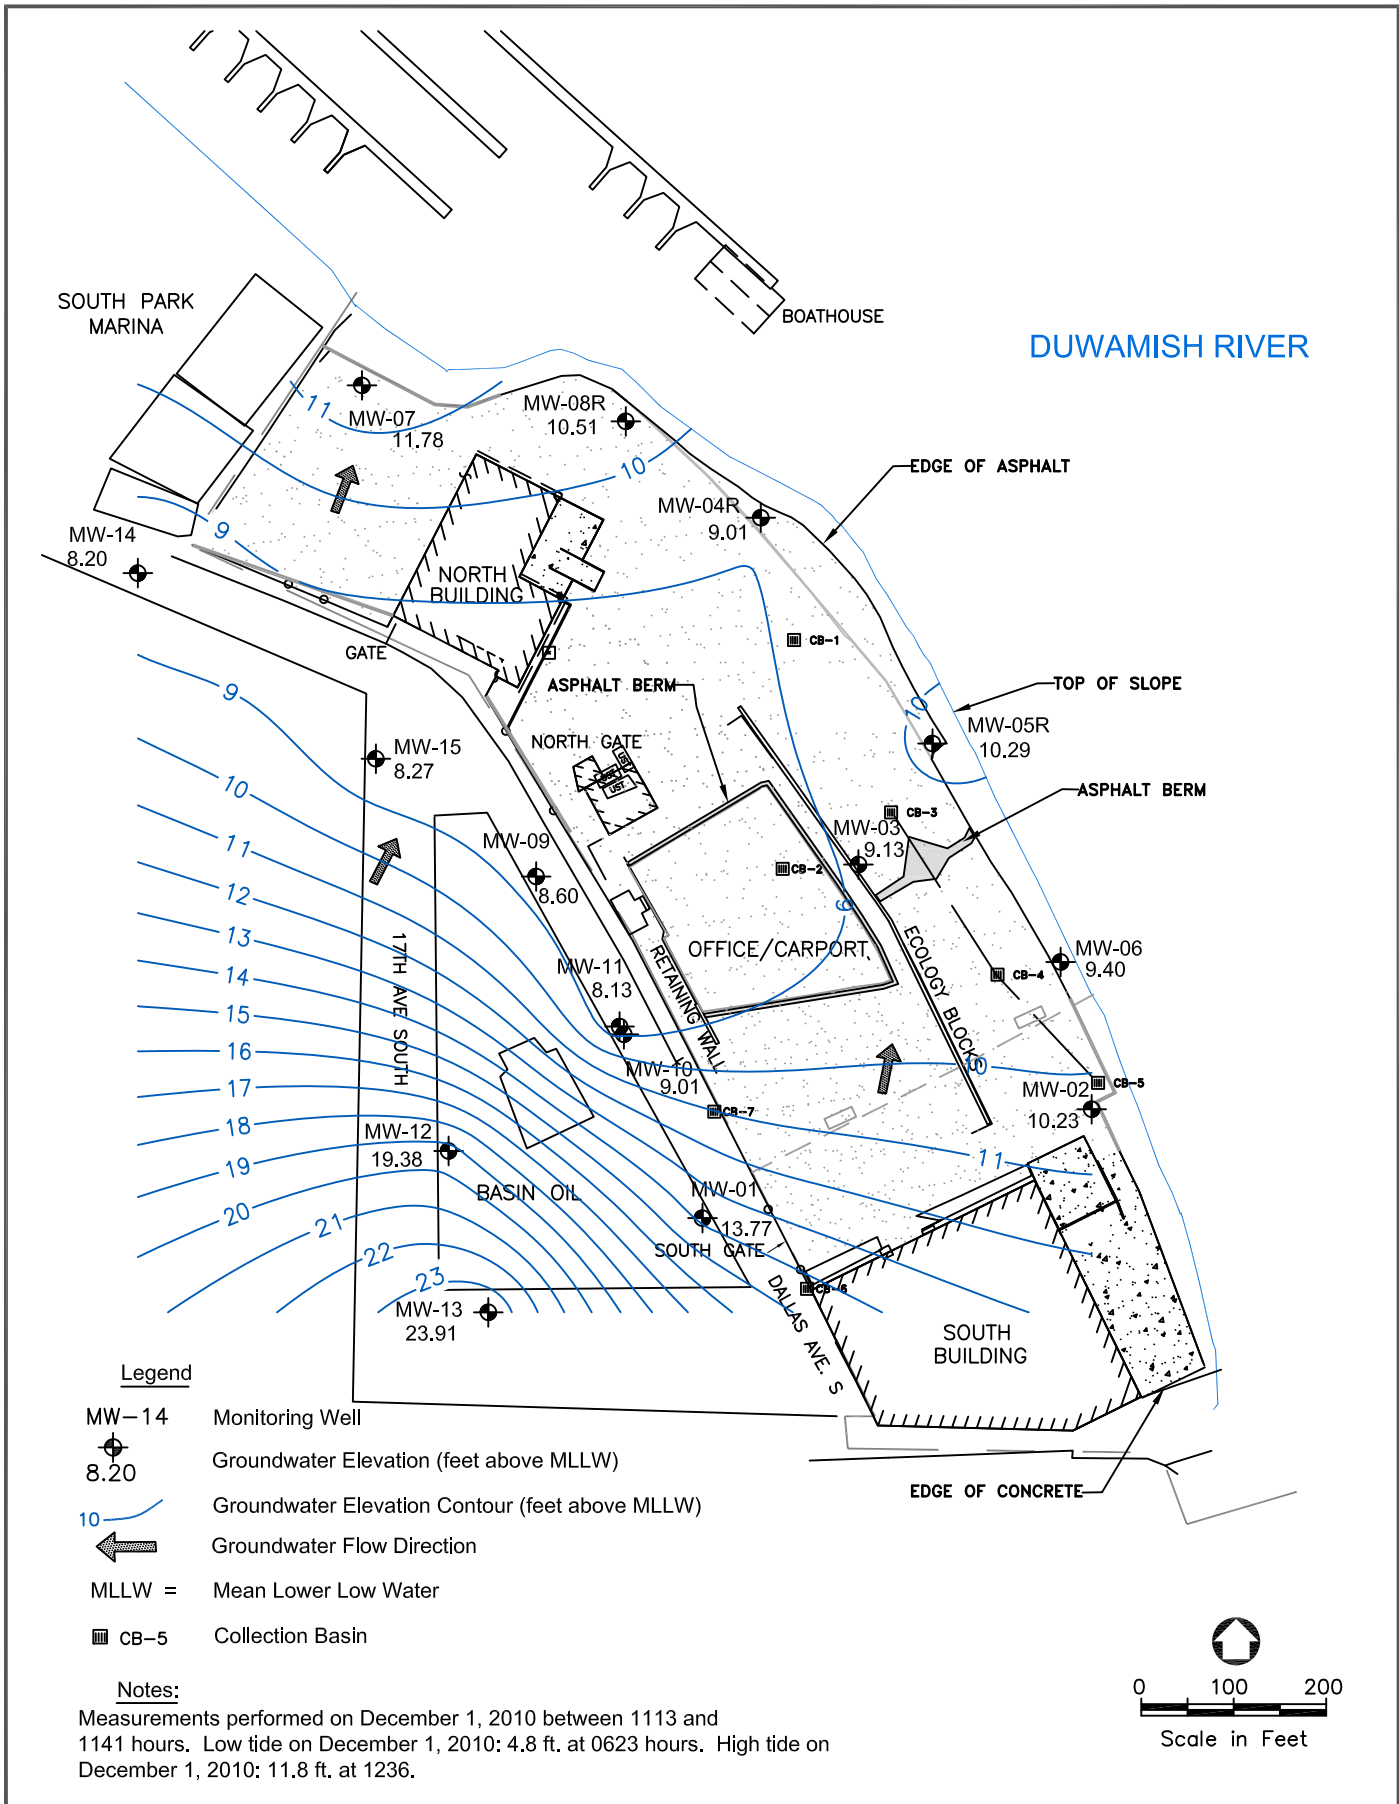 SOUTH PARK
MARINA
BOATHOUSE
DUWAMISH RIVER
11
MW-07
11.78
MW-08R
10.51
10
EDGE OF ASPHALT
MW-04R
9.01
9
MW-14
8.20
NORTH
BUILDING
GATE
CB-1
ASPHALT BERM
TOP OF SLOPE
9
10
MW-05R
10.29
NORTH GATE
UST
UST
UST
MW-15
8.27
10
ASPHALT BERM
CB-3
MW-03
9.13
MW-09
8.60
11
CB-2
12
9
13
17TH AVE SOUTH
RETAINING WALL
OFFICE/CARPORT
ECOLOGY BLOCKS
MW-06
9.40
14
MW-11
8.13
CB-4
15
16
MW-10
9.01
10
17
MW-02
10.23
CB-5
CB-7
18
MW-12
19.38
19
11
BASIN OIL
MW-01
13.77
20
21
SOUTH GATE
22
23
DALLAS AVE. S
CB-6
MW-13
23.91
SOUTH
BUILDING
EDGE OF CONCRETE
Legend
MW-14
Monitoring Well
8.20
Groundwater Elevation (feet above MLLW)
10
Groundwater Elevation Contour (feet above MLLW)
Groundwater Flow Direction
MLLW = Mean Lower Low Water
CB-5 Collection Basin
Notes:
Measurements performed on December 1, 2010 between 1113 and
1141 hours. Low tide on December 1, 2010: 4.8 ft. at 0623 hours. High tide on
December 1, 2010: 11.8 ft. at 1236.
0 100 200
Scale in Feet